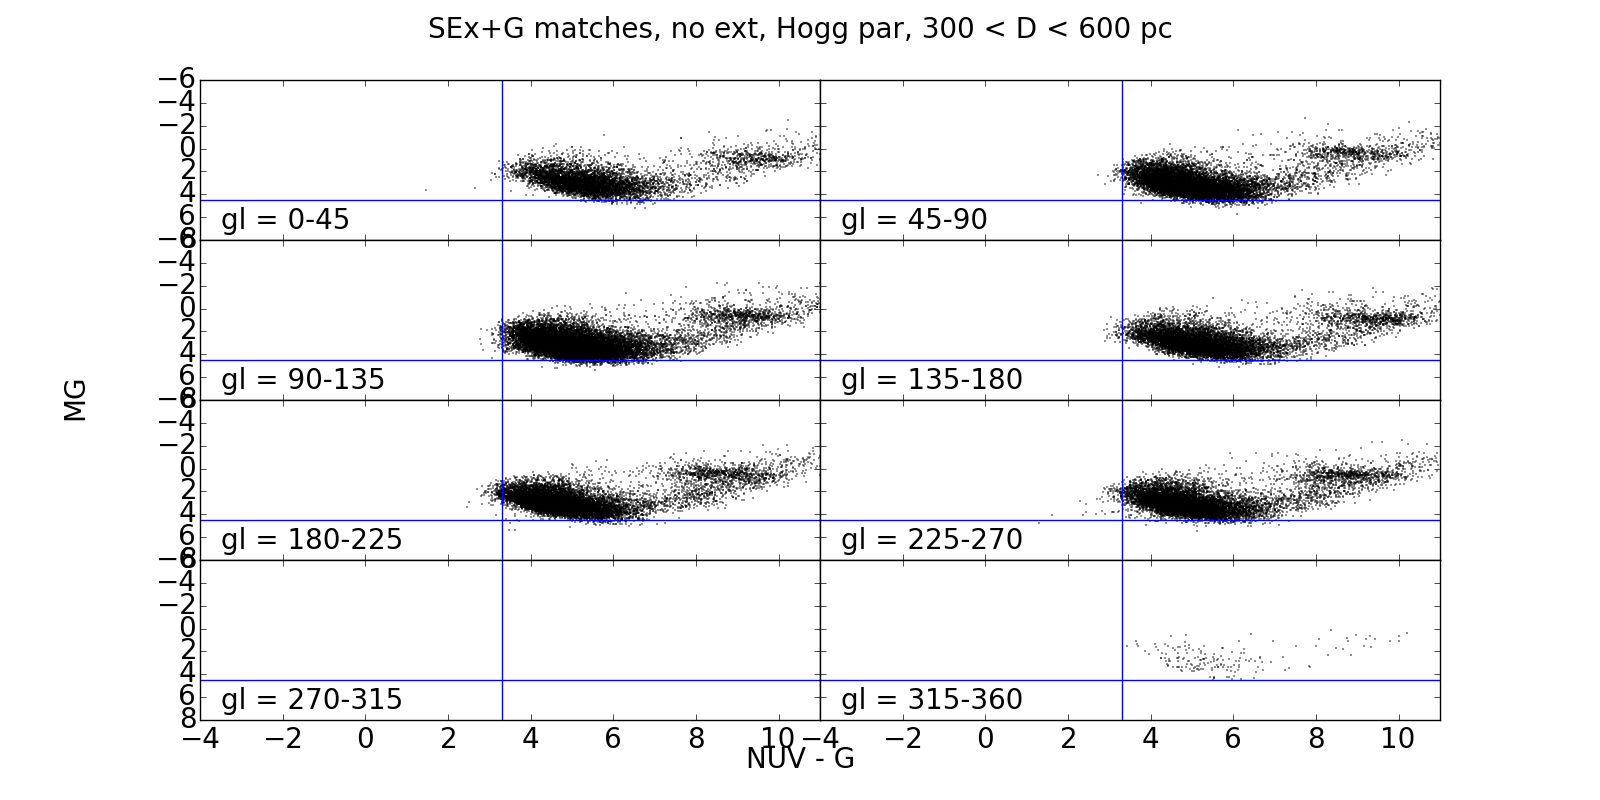 SEx+G matches, no ext, Hogg par, 300 < D < 600 pc
−6
−4
−2
0
2
4
6
8
gl = 0-45
gl = 45-90
−6
−4
−2
0
2
4
6
8
gl = 90-135
gl = 135-180
MG
−6
−4
−2
0
2
4
6
8
gl = 180-225
gl = 225-270
−6
−4
−2
0
2
4
6
8
gl = 270-315
gl = 315-360
−4 −2 0 2 4 6 8 10 −4 −2 0 2 4 6 8 10
NUV - G